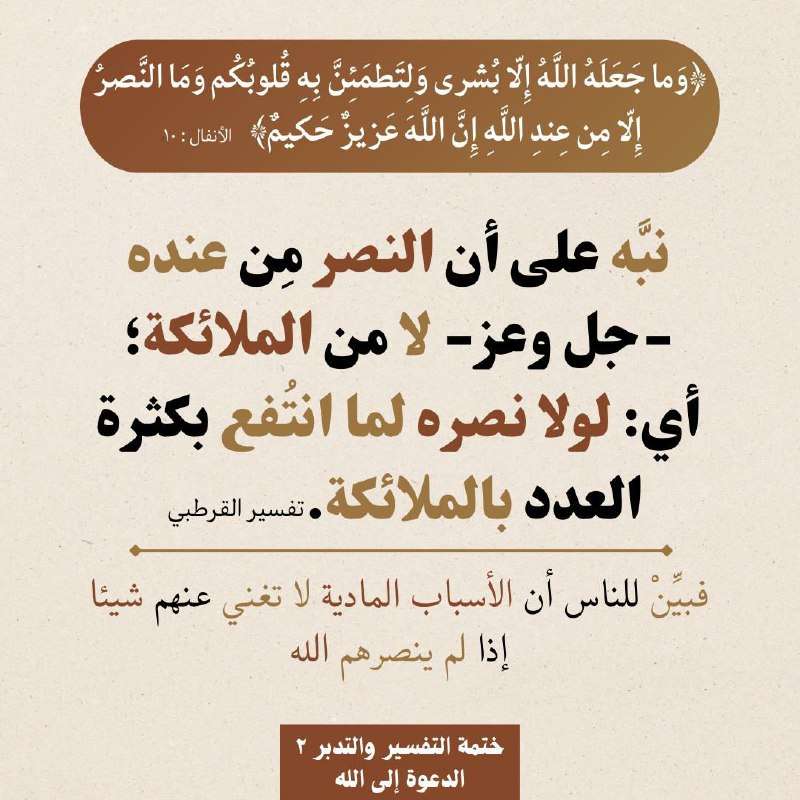 ﴿وَما جَعَلَهُ اللَّهُ إِلّا بُشرى وَلِتَطمَئِنَّ بِهِ قُلوبُكُم وَمَا النَّصرُ
إِلّا مِن عِندِ اللَّهِ إِنَّ اللَّهَ عَزيزٌ حَكيمٌ﴾ الأنفال: ١٠
نبَّه على أن النصر مِن عنده
-جل وعز- لا من الملائكة؛
أي: لولا نصره لما انتُفع بكثرة
العدد بالملائكة. تفسير القرطبي
فبيِّنْ للناس أن الأسباب المادية لا تغني عنهم شيئا
إذا لم ينصرهم الله
ختمة التفسير والتدبر ٢
الدعوة إلى الله